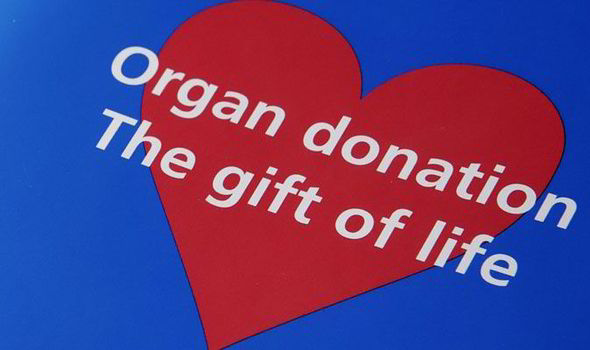 Organ donation
The gift of life